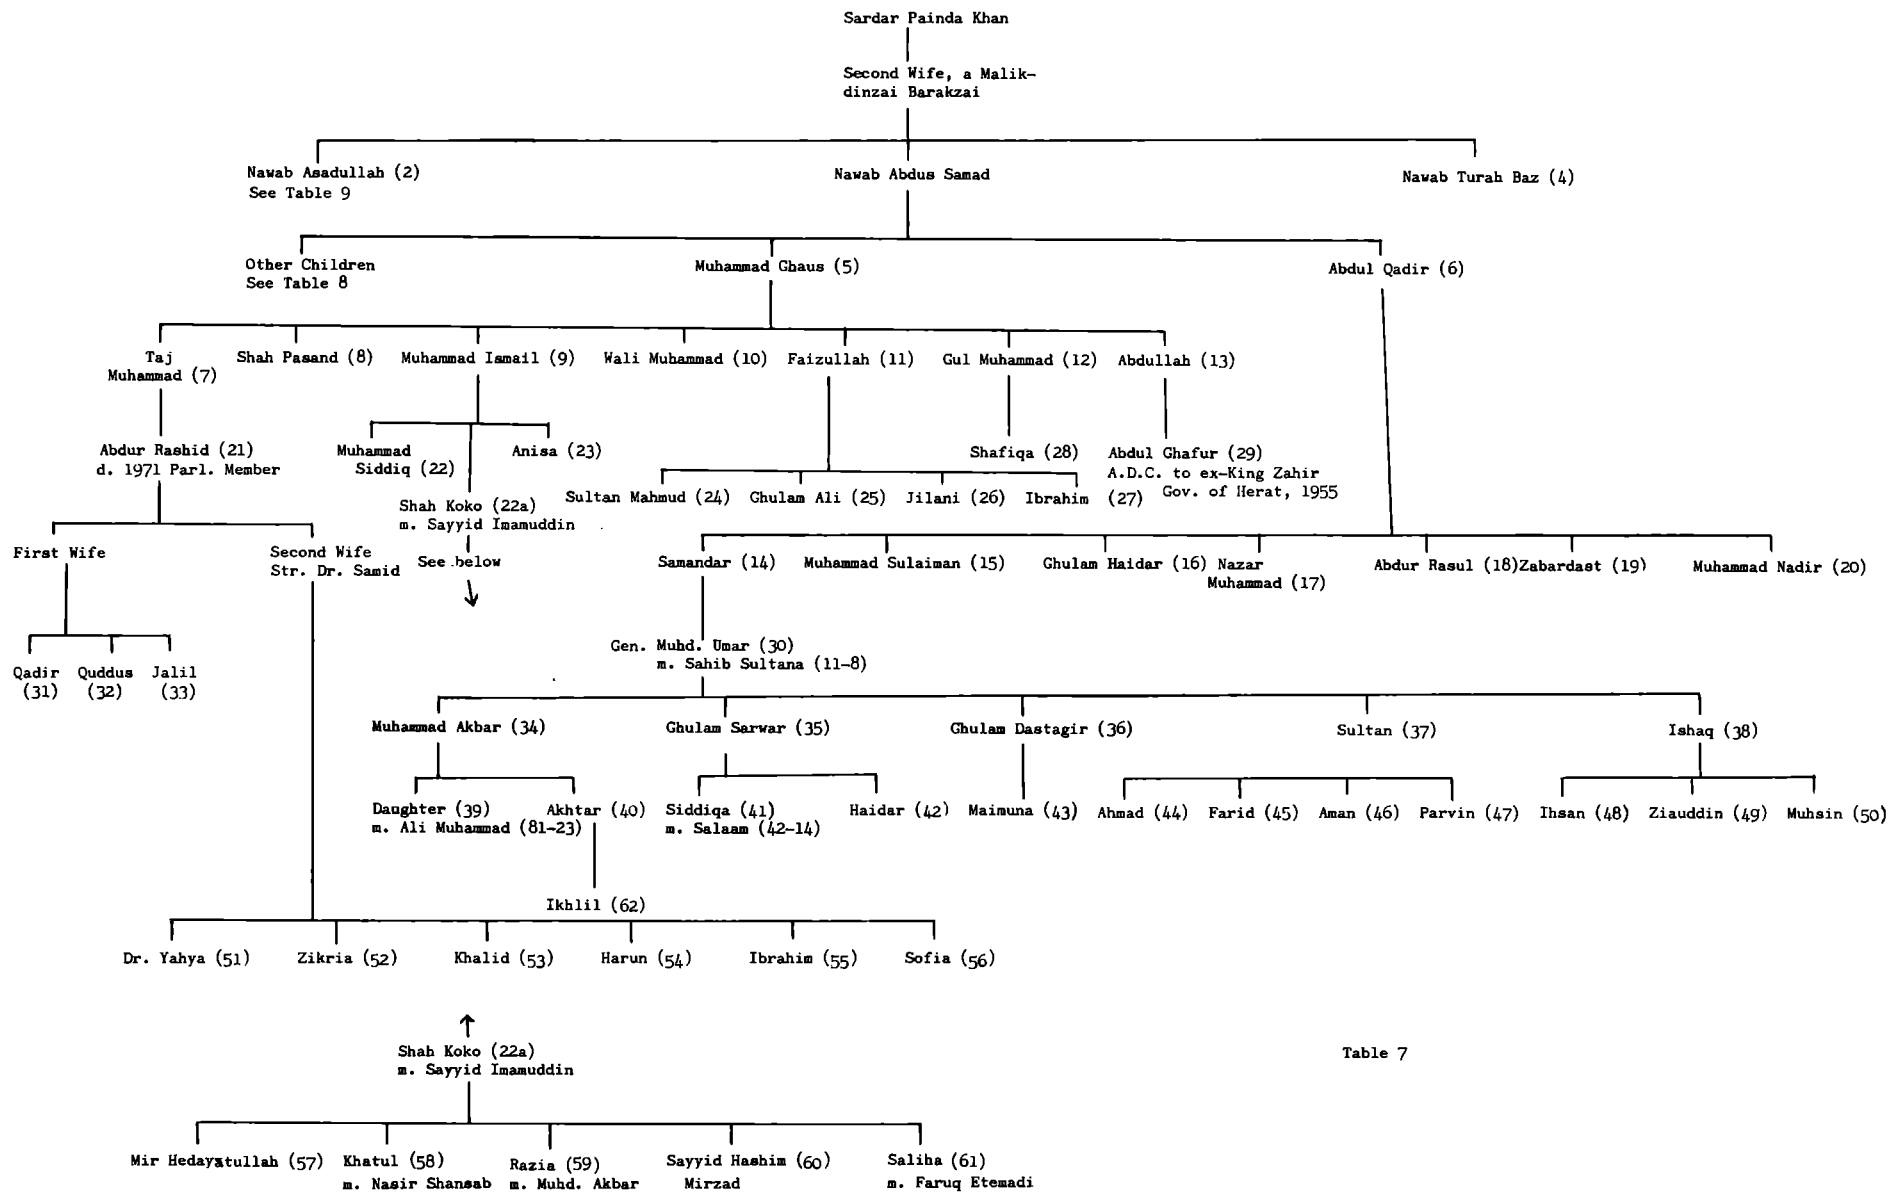 Sardar Painda Khan
Second Wife, a Malik-
dinzai Barakzai
Nawab Asadullah (2)
See Table 9
Nawab Abdus Samad
Nawab Turah Baz (4)
Other Children
See Table 8
Muhammad Ghaus (5)
Abdul Qadir (6)
Taj
Muhammad (7)
Shah Pasand (8)
Muhammad Ismail (9)
Wali Muhammad (10)
Faizullah (11)
Gul Muhammad (12)
Abdullah (13)
Abdur Rashid (21)
d. 1971 Parl. Member
Muhammad
Siddiq (22)
Anisa (23)
Shah Koko (22a)
m. Sayyid Imamuddin
See below
Sultan Mahmud (24)
Ghulam Ali (25)
Jilani (26)
Ibrahim (27)
Shafiqa (28)
Abdul Ghafur (29)
A.D.C. to ex-King Zahir
Gov. of Herat, 1955
First Wife
Second Wife
Str. Dr. Samid
Samandar (14)
Muhammad Sulaiman (15)
Ghulam Haidar (16)
Nazar
Muhammad (17)
Abdur Rasul (18)
Zabardast (19)
Muhammad Nadir (20)
Qadir
(31)
Quddus
(32)
Jalil
(33)
Gen. Muhd. Umar (30)
m. Sahib Sultana (11-8)
Muhammad Akbar (34)
Ghulam Sarwar (35)
Ghulam Dastagir (36)
Sultan (37)
Ishaq (38)
Daughter (39)
m. Ali Muhammad (81-23)
Akhtar (40)
Siddiqa (41)
m. Salaam (42-14)
Haidar (42)
Maimuna (43)
Ahmad (44)
Farid (45)
Aman (46)
Parvin (47)
Ihsan (48)
Ziauddin (49)
Muhsin (50)
Ikhlil (62)
Dr. Yahya (51)
Zikria (52)
Khalid (53)
Harun (54)
Ibrahim (55)
Sofia (56)
Shah Koko (22a)
m. Sayyid Imamuddin
Table 7
Mir Hedayatullah (57)
Khatul (58)
m. Nasir Shansab
Razia (59)
m. Muhd. Akbar
Sayyid Hashim (60)
Mirzad
Saliha (61)
m. Faruq Etemadi